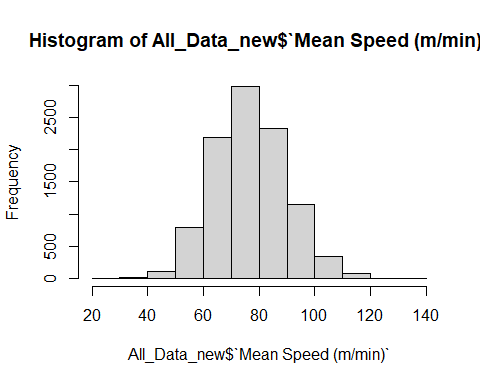 Histogram of All_Data_new$`Mean Speed (m/min)
Frequency
2500
1500
500
0
20 40 60 80 100 120 140
All_Data_new$`Mean Speed (m/min)`